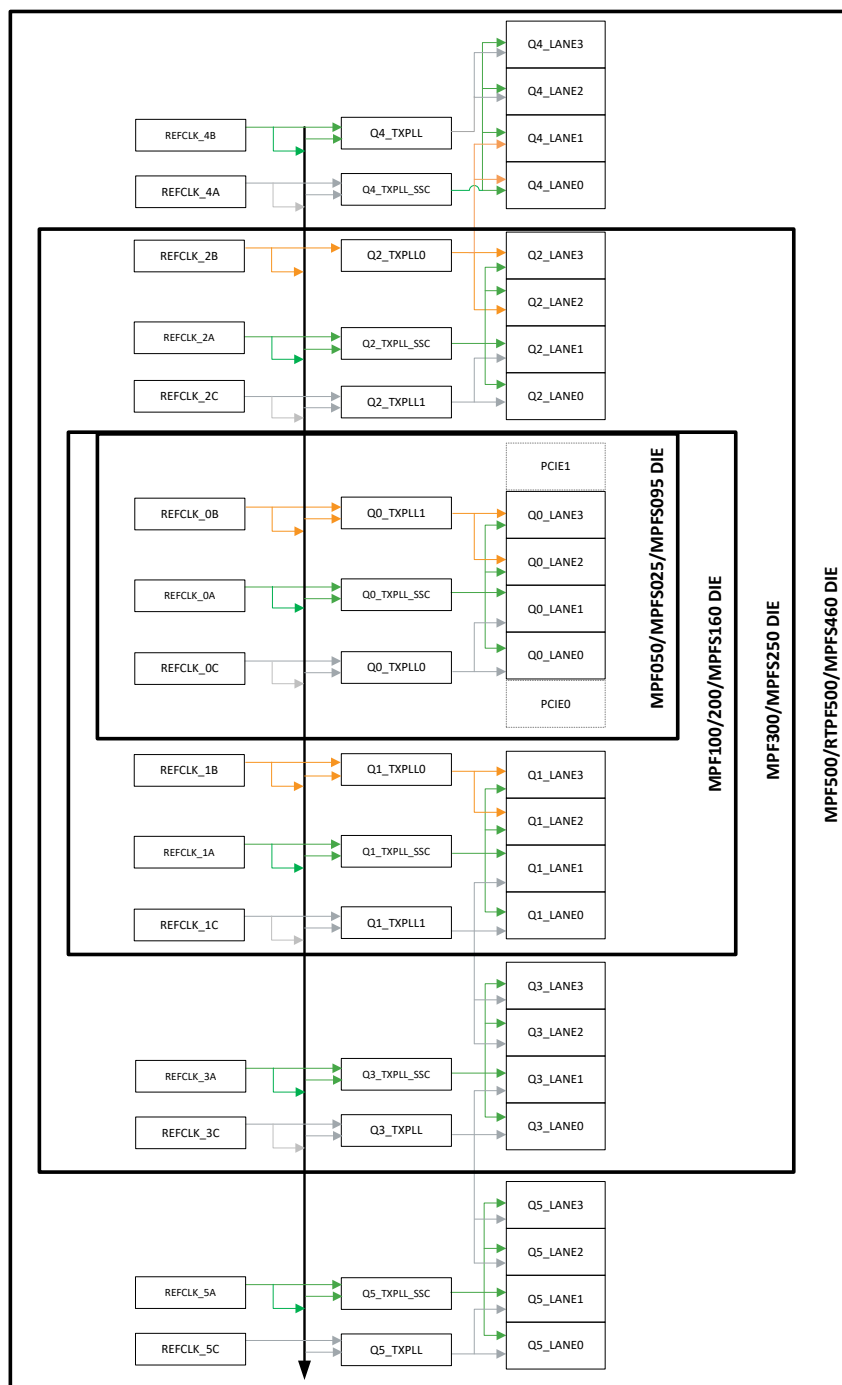 Q4_LANE3
Q4_LANE2
REFCLK_4B
Q4_TXPLL
Q4_LANE1
REFCLK_4A
Q4_TXPLL_SSC
Q4_LANE0
REFCLK_2B
Q2_TXPLL0
Q2_LANE3
Q2_LANE2
REFCLK_2A
Q2_TXPLL_SSC
Q2_LANE1
REFCLK_2C
Q2_TXPLL1
Q2_LANE0
PCIE1
REFCLK_0B
Q0_TXPLL1
Q0_LANE3
Q0_LANE2
REFCLK_0A
Q0_TXPLL_SSC
Q0_LANE1
REFCLK_0C
Q0_TXPLL0
Q0_LANE0
PCIE0
MPF050/MPFS025/MPFS095 DIE
MPF100/200/MPFS160 DIE
MPF300/MPFS250 DIE
MPF500/RTPF500/MPFS460 DIE
REFCLK_1B
Q1_TXPLL0
Q1_LANE3
Q1_LANE2
REFCLK_1A
Q1_TXPLL_SSC
Q1_LANE1
REFCLK_1C
Q1_TXPLL1
Q1_LANE0
Q3_LANE3
Q3_LANE2
REFCLK_3A
Q3_TXPLL_SSC
Q3_LANE1
REFCLK_3C
Q3_TXPLL
Q3_LANE0
Q5_LANE3
Q5_LANE2
REFCLK_5A
Q5_TXPLL_SSC
Q5_LANE1
REFCLK_5C
Q5_TXPLL
Q5_LANE0